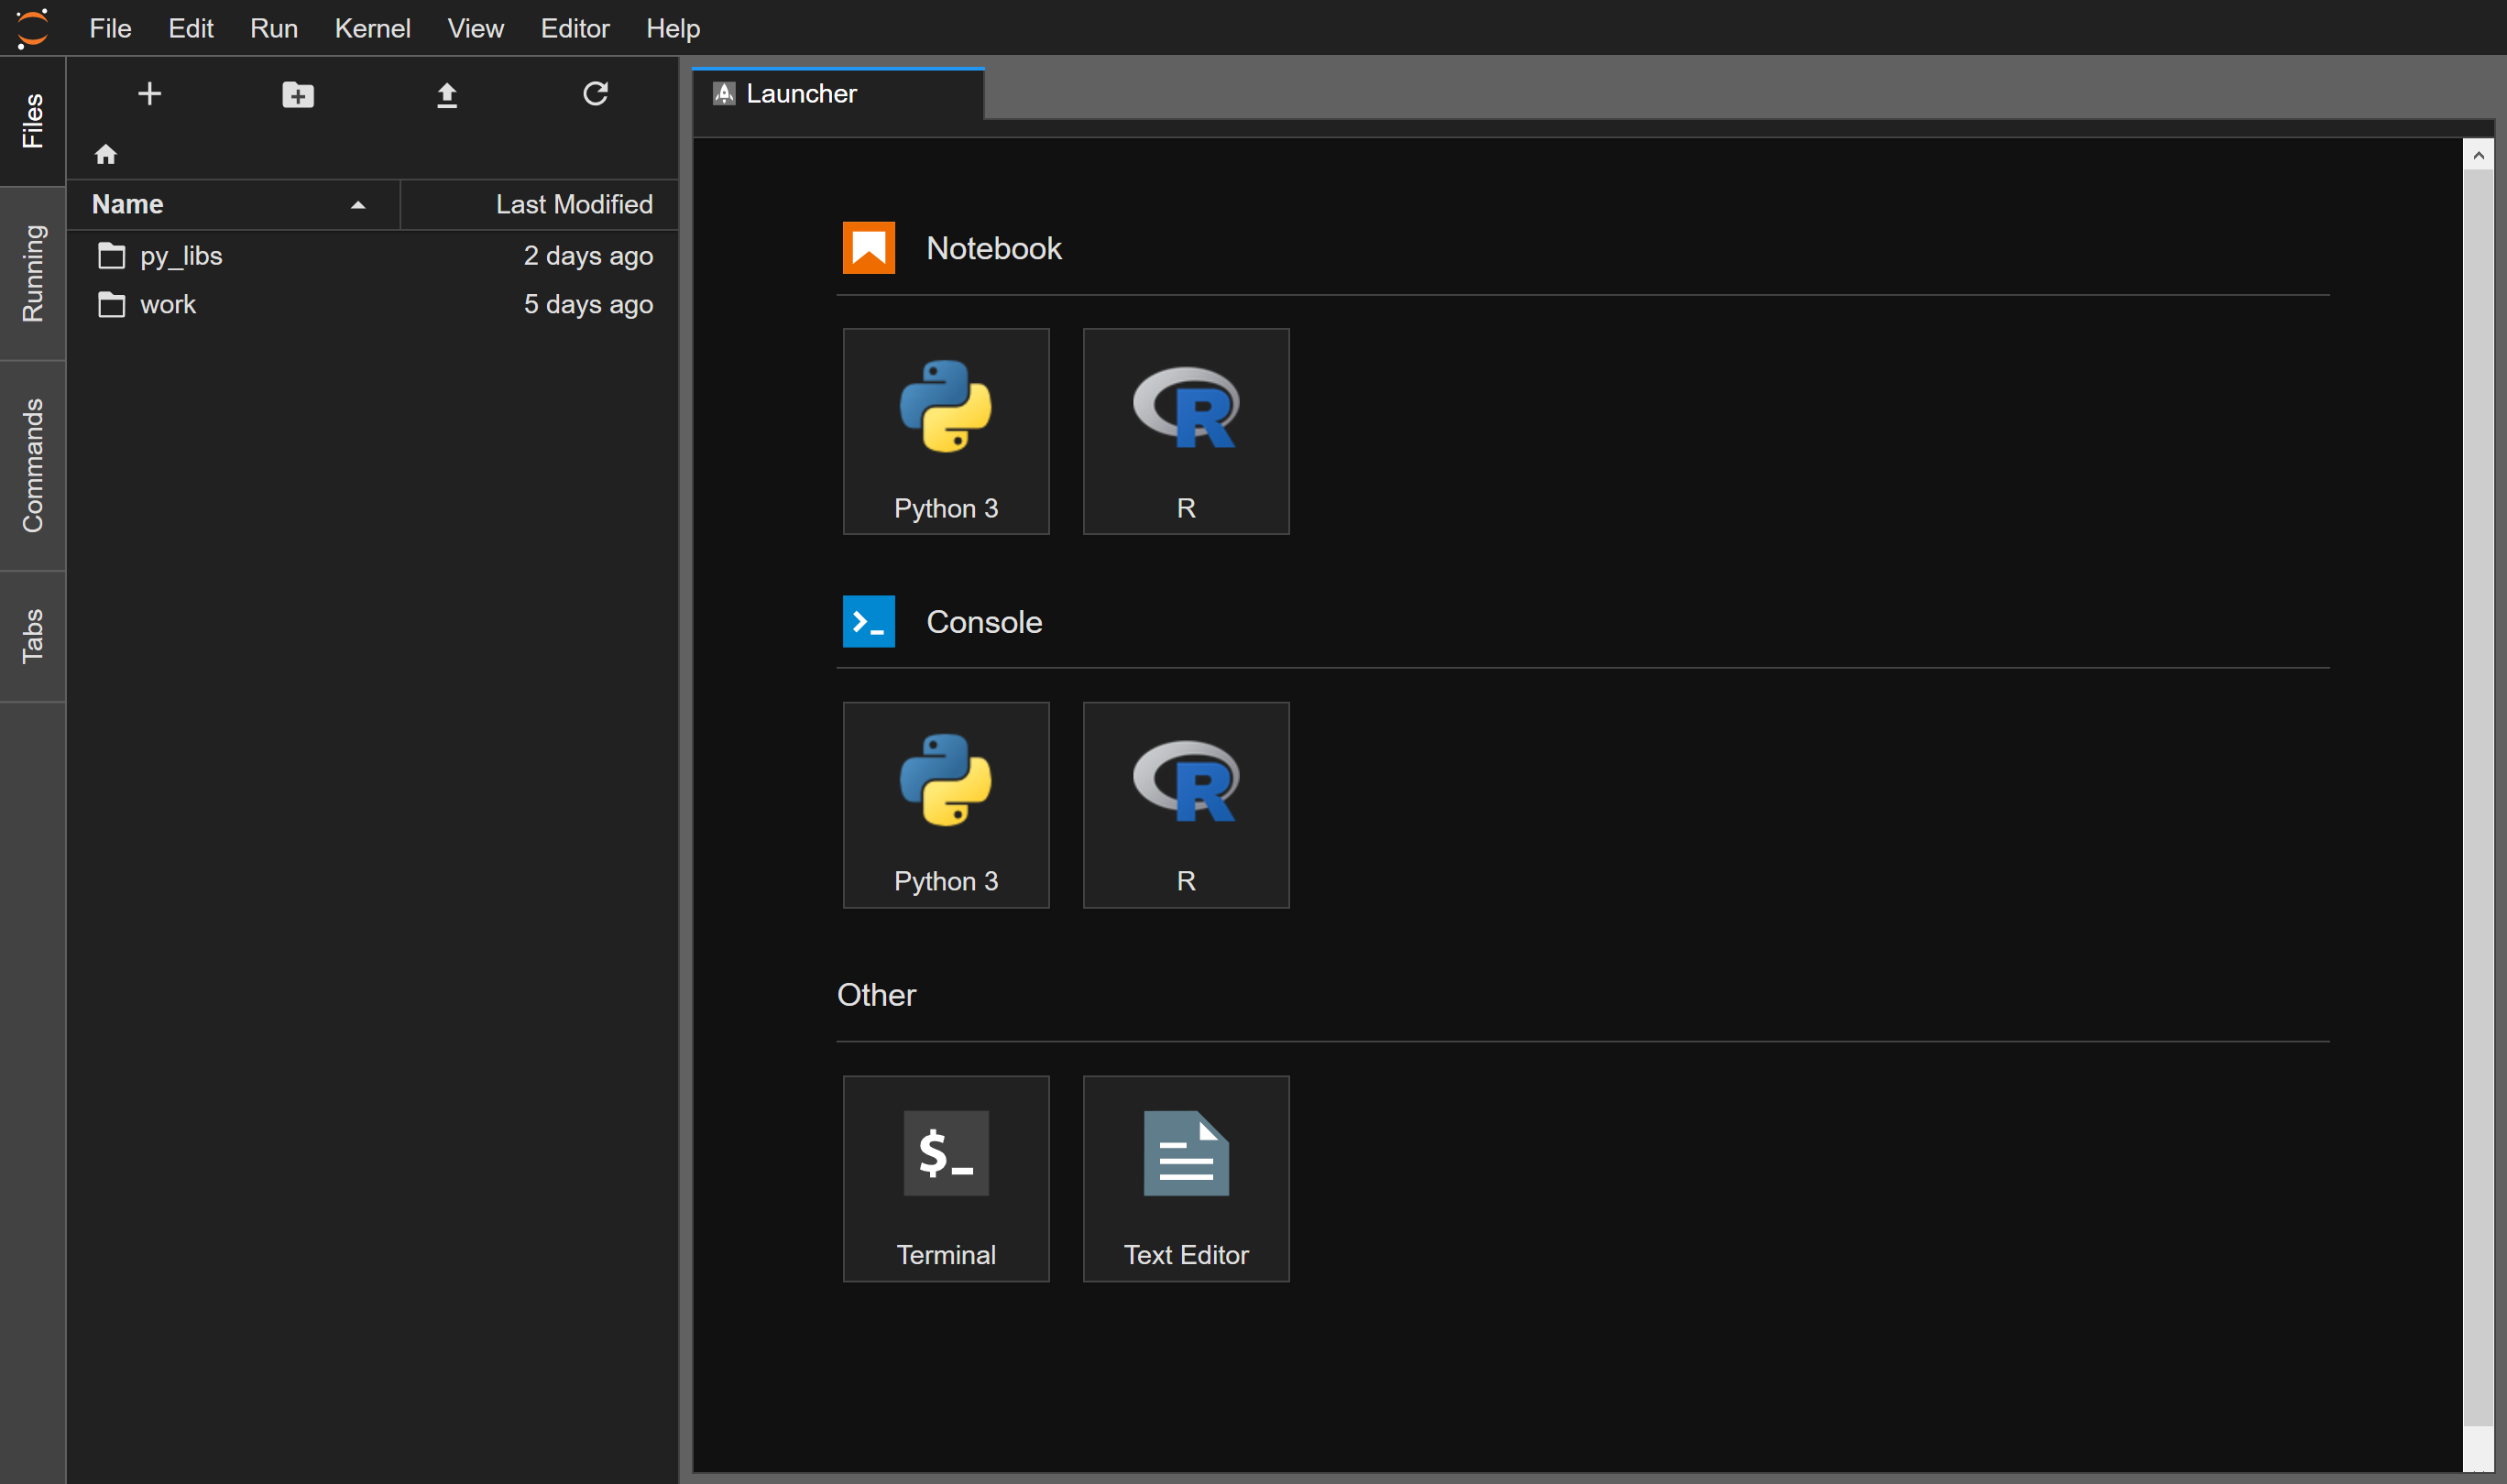 File Edit Run Kernel View Editor Help
Files
Running
Commands
Tabs
Name Last Modified
py_libs 2 days ago
work 5 days ago
Launcher
Notebook
Python 3 R
Console
Python 3 R
Other
$_
Terminal Text Editor